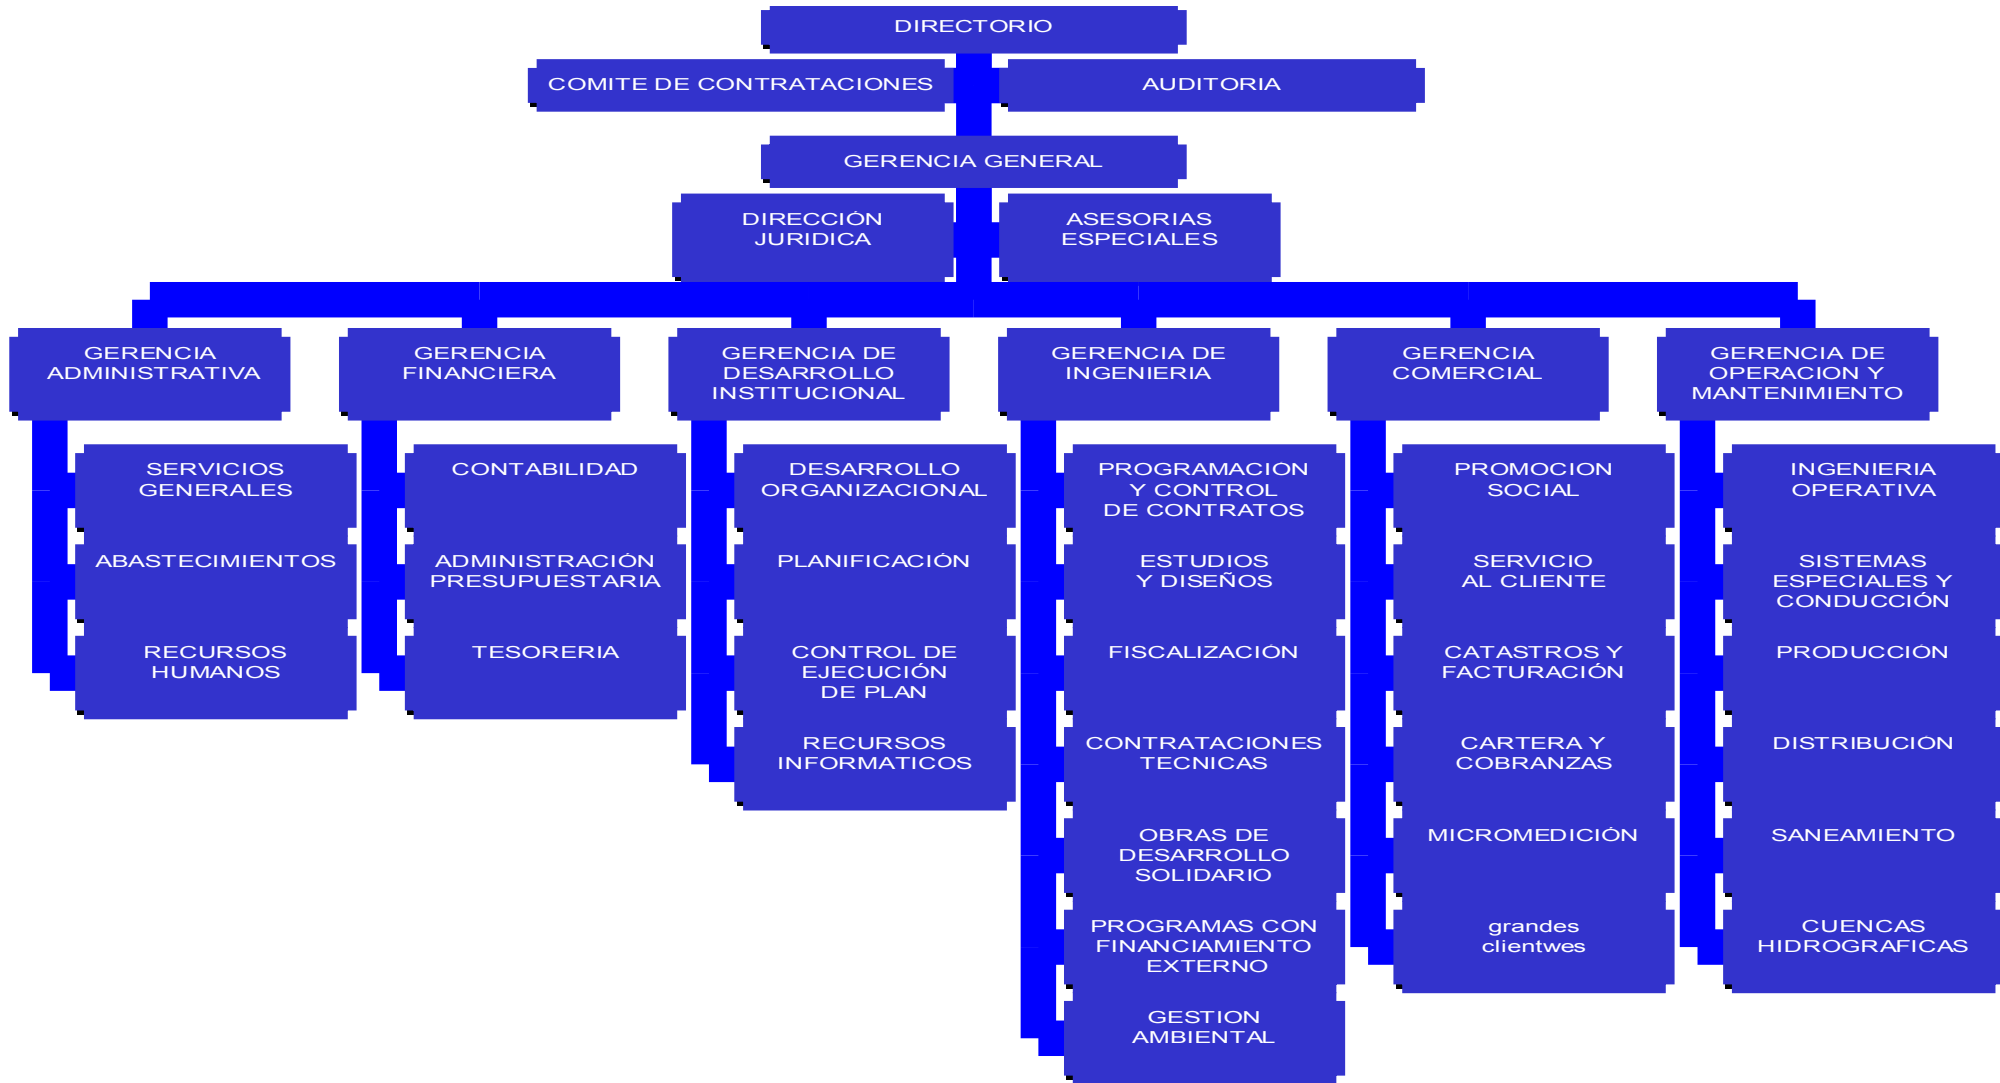 DIRECTORIO
COMITE DE CONTRATACIONES
AUDITORIA
GERENCIA GENERAL
DIRECCIÓN
JURIDICA
ASESORIAS
ESPECIALES
GERENCIA
ADMINISTRATIVA
SERVICIOS
GENERALES
ABASTECIMIENTOS
RECURSOS
HUMANOS
GERENCIA
FINANCIERA
CONTABILIDAD
ADMINISTRACIÓN
PRESUPUESTARIA
TESORERIA
GERENCIA DE
DESARROLLO
INSTITUCIONAL
DESARROLLO
ORGANIZACIONAL
PLANIFICACIÓN
CONTROL DE
EJECUCIÓN
DE PLAN
RECURSOS
INFORMATICOS
GERENCIA DE
INGENIERIA
PROGRAMACIÓN
Y CONTROL
DE CONTRATOS
ESTUDIOS
Y DISEÑOS
FISCALIZACIÓN
CONTRATACIONES
TECNICAS
OBRAS DE
DESARROLLO
SOLIDARIO
PROGRAMAS CON
FINANCIAMIENTO
EXTERNO
GESTION
AMBIENTAL
GERENCIA
COMERCIAL
PROMOCION
SOCIAL
SERVICIO
AL CLIENTE
CATASTROS Y
FACTURACIÓN
CARTERA Y
COBRANZAS
MICROMEDICIÓN
grandes
clientwes
GERENCIA DE
OPERACION Y
MANTENIMIENTO
INGENIERIA
OPERATIVA
SISTEMAS
ESPECIALES Y
CONDUCCIÓN
PRODUCCIÓN
DISTRIBUCIÓN
SANEAMIENTO
CUENCAS
HIDROGRAFICAS